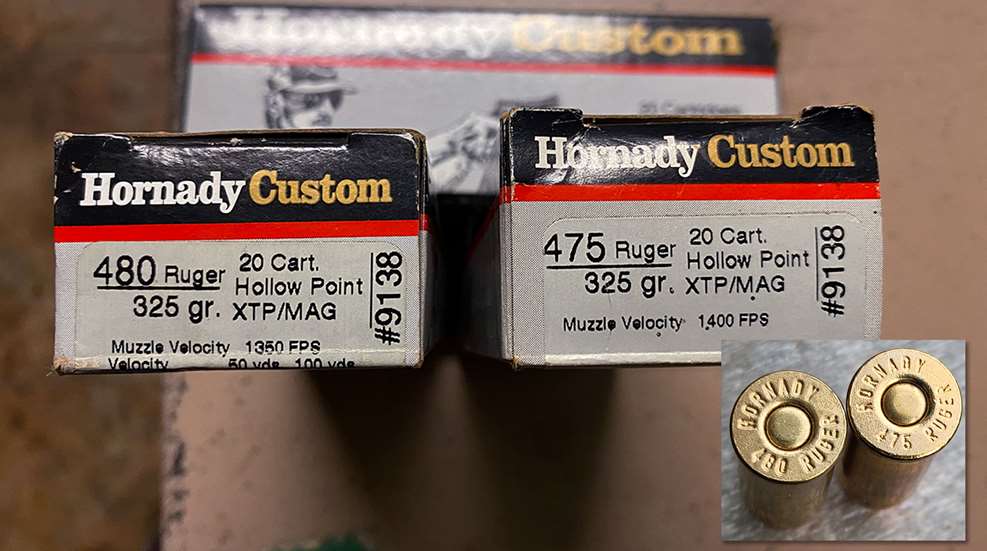 Hornady Custom
Hornady Custom
480 Ruger
325 gr.
20 Cart.
Hollow Point
XTP/MAG
#9138
Muzzle Velocity 1350 FPS
Velocity 50 yds. 100 yds.
Hornady Custom
475 Ruger
325 gr.
20 Cart.
Hollow Point
XTP/MAG
#9138
Muzzle Velocity 1,400 FPS
HORNADY
480 RUGER
HORNADY
475 RUGER